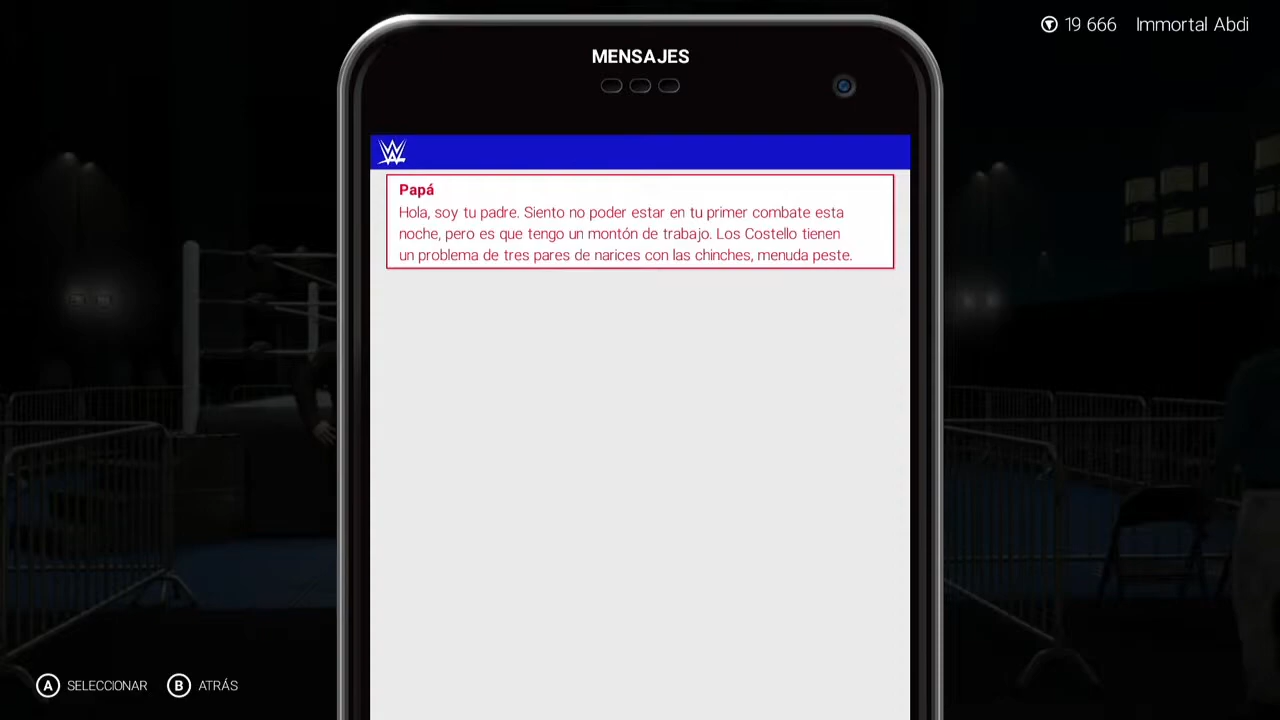 19 666 Immortal Abdi
MENSAJES
Papá
Hola, soy tu padre. Siento no poder estar en tu primer combate esta
noche, pero es que tengo un montón de trabajo. Los Costello tienen
un problema de tres pares de narices con las chinches, menuda peste.
A SELECCIONAR B ATRÁS